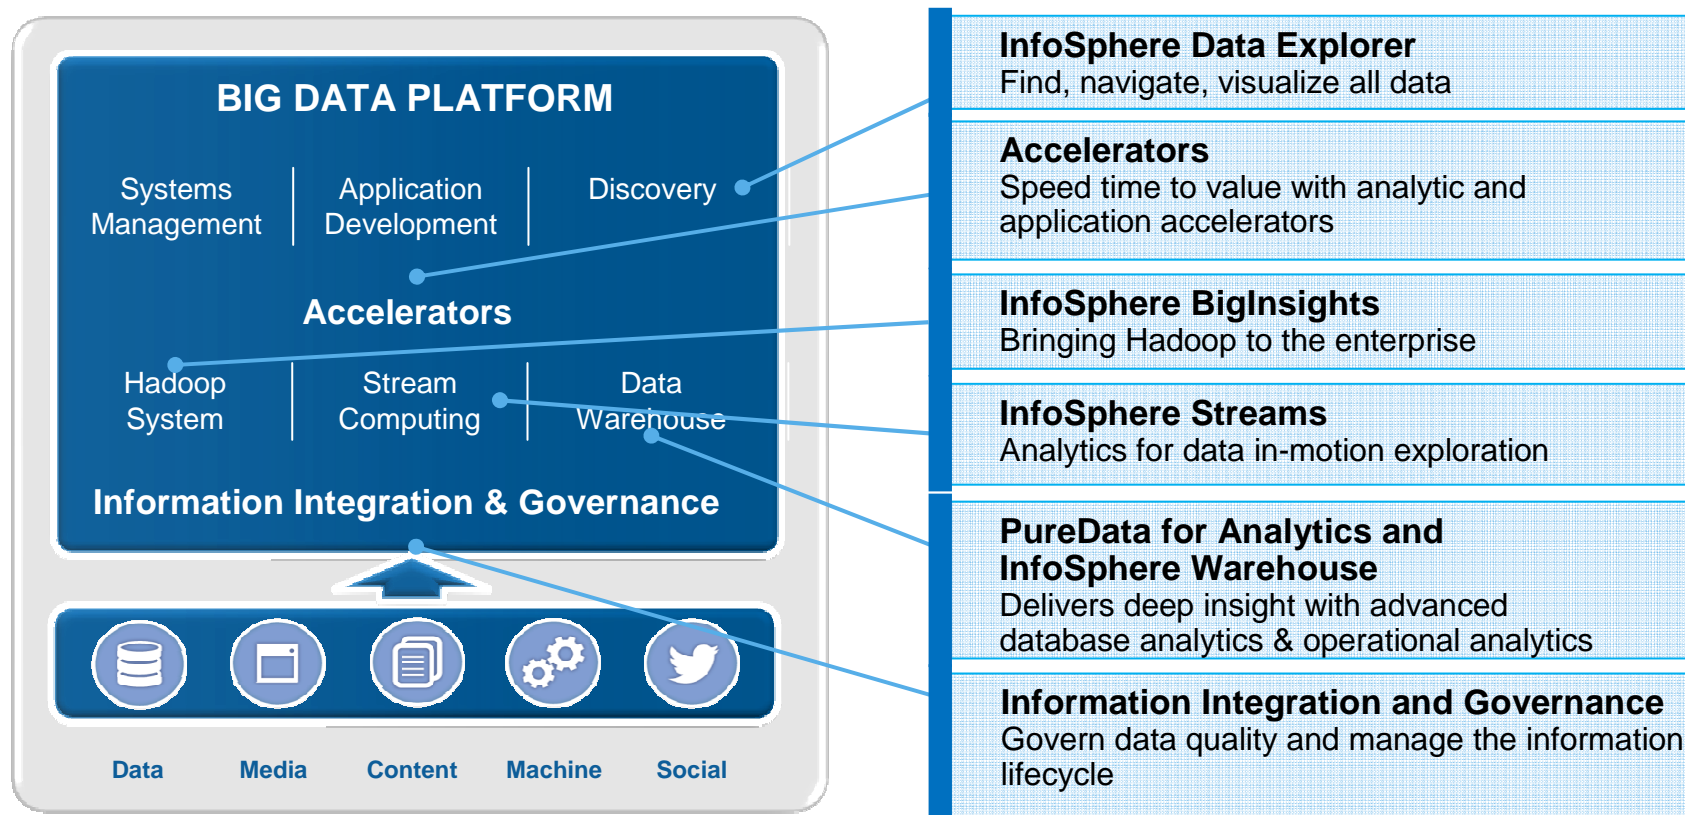 BIG DATA PLATFORM
Systems
Management
Application
Development
Discovery
Accelerators
Hadoop
System
Stream
Computing
Data
Warehouse
Information Integration & Governance
Data
Media
Content
Machine
Social
InfoSphere Data Explorer
Find, navigate, visualize all data
Accelerators
Speed time to value with analytic and
application accelerators
InfoSphere BigInsights
Bringing Hadoop to the enterprise
InfoSphere Streams
Analytics for data in-motion exploration
PureData for Analytics and
InfoSphere Warehouse
Delivers deep insight with advanced
database analytics & operational analytics
Information Integration and Governance
Govern data quality and manage the information
lifecycle